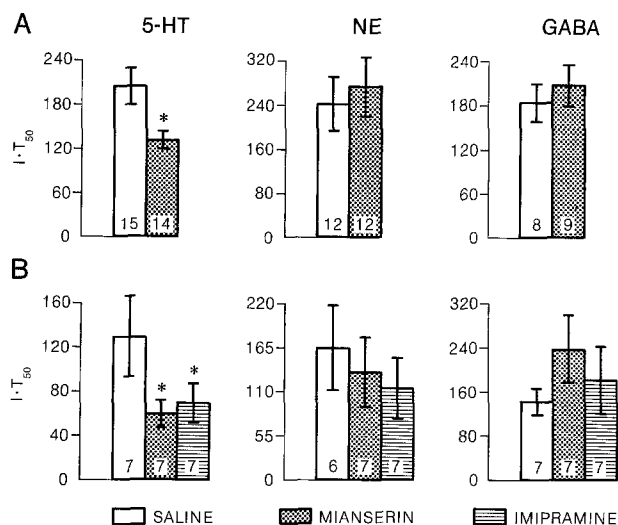 A
5-HT NE GABA
240 320 240
180 240 180
I·T50
120 160 120
60 80 60
0 0 0
*
15 14 12 12 8 9
B
160 220 320
120 165 240
I·T50
80 110 160
40 55 80
0 0 0
* *
7 7 7 6 7 7 7 7 7
SALINE MIANSERIN IMIPRAMINE